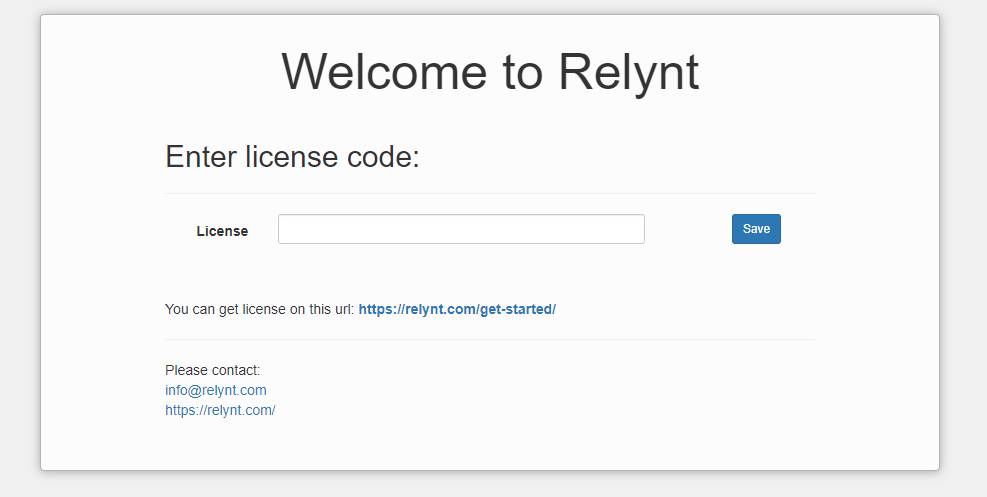 Welcome to Relynt
Enter license code:
License
Save
You can get license on this url: https://relynt.com/get-started/
Please contact:
info@relynt.com
https://relynt.com/